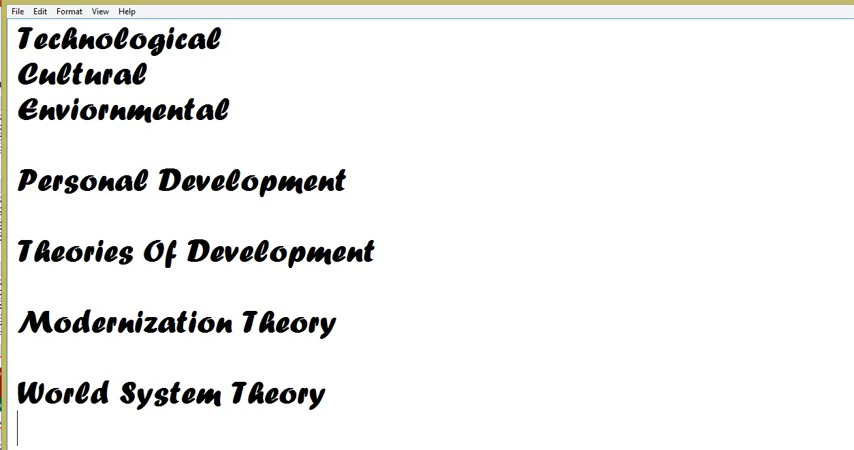 File Edit Format View Help
Technological
Cultural
Enviornmental
Personal Development
Theories Of Development
Modernization Theory
World System Theory